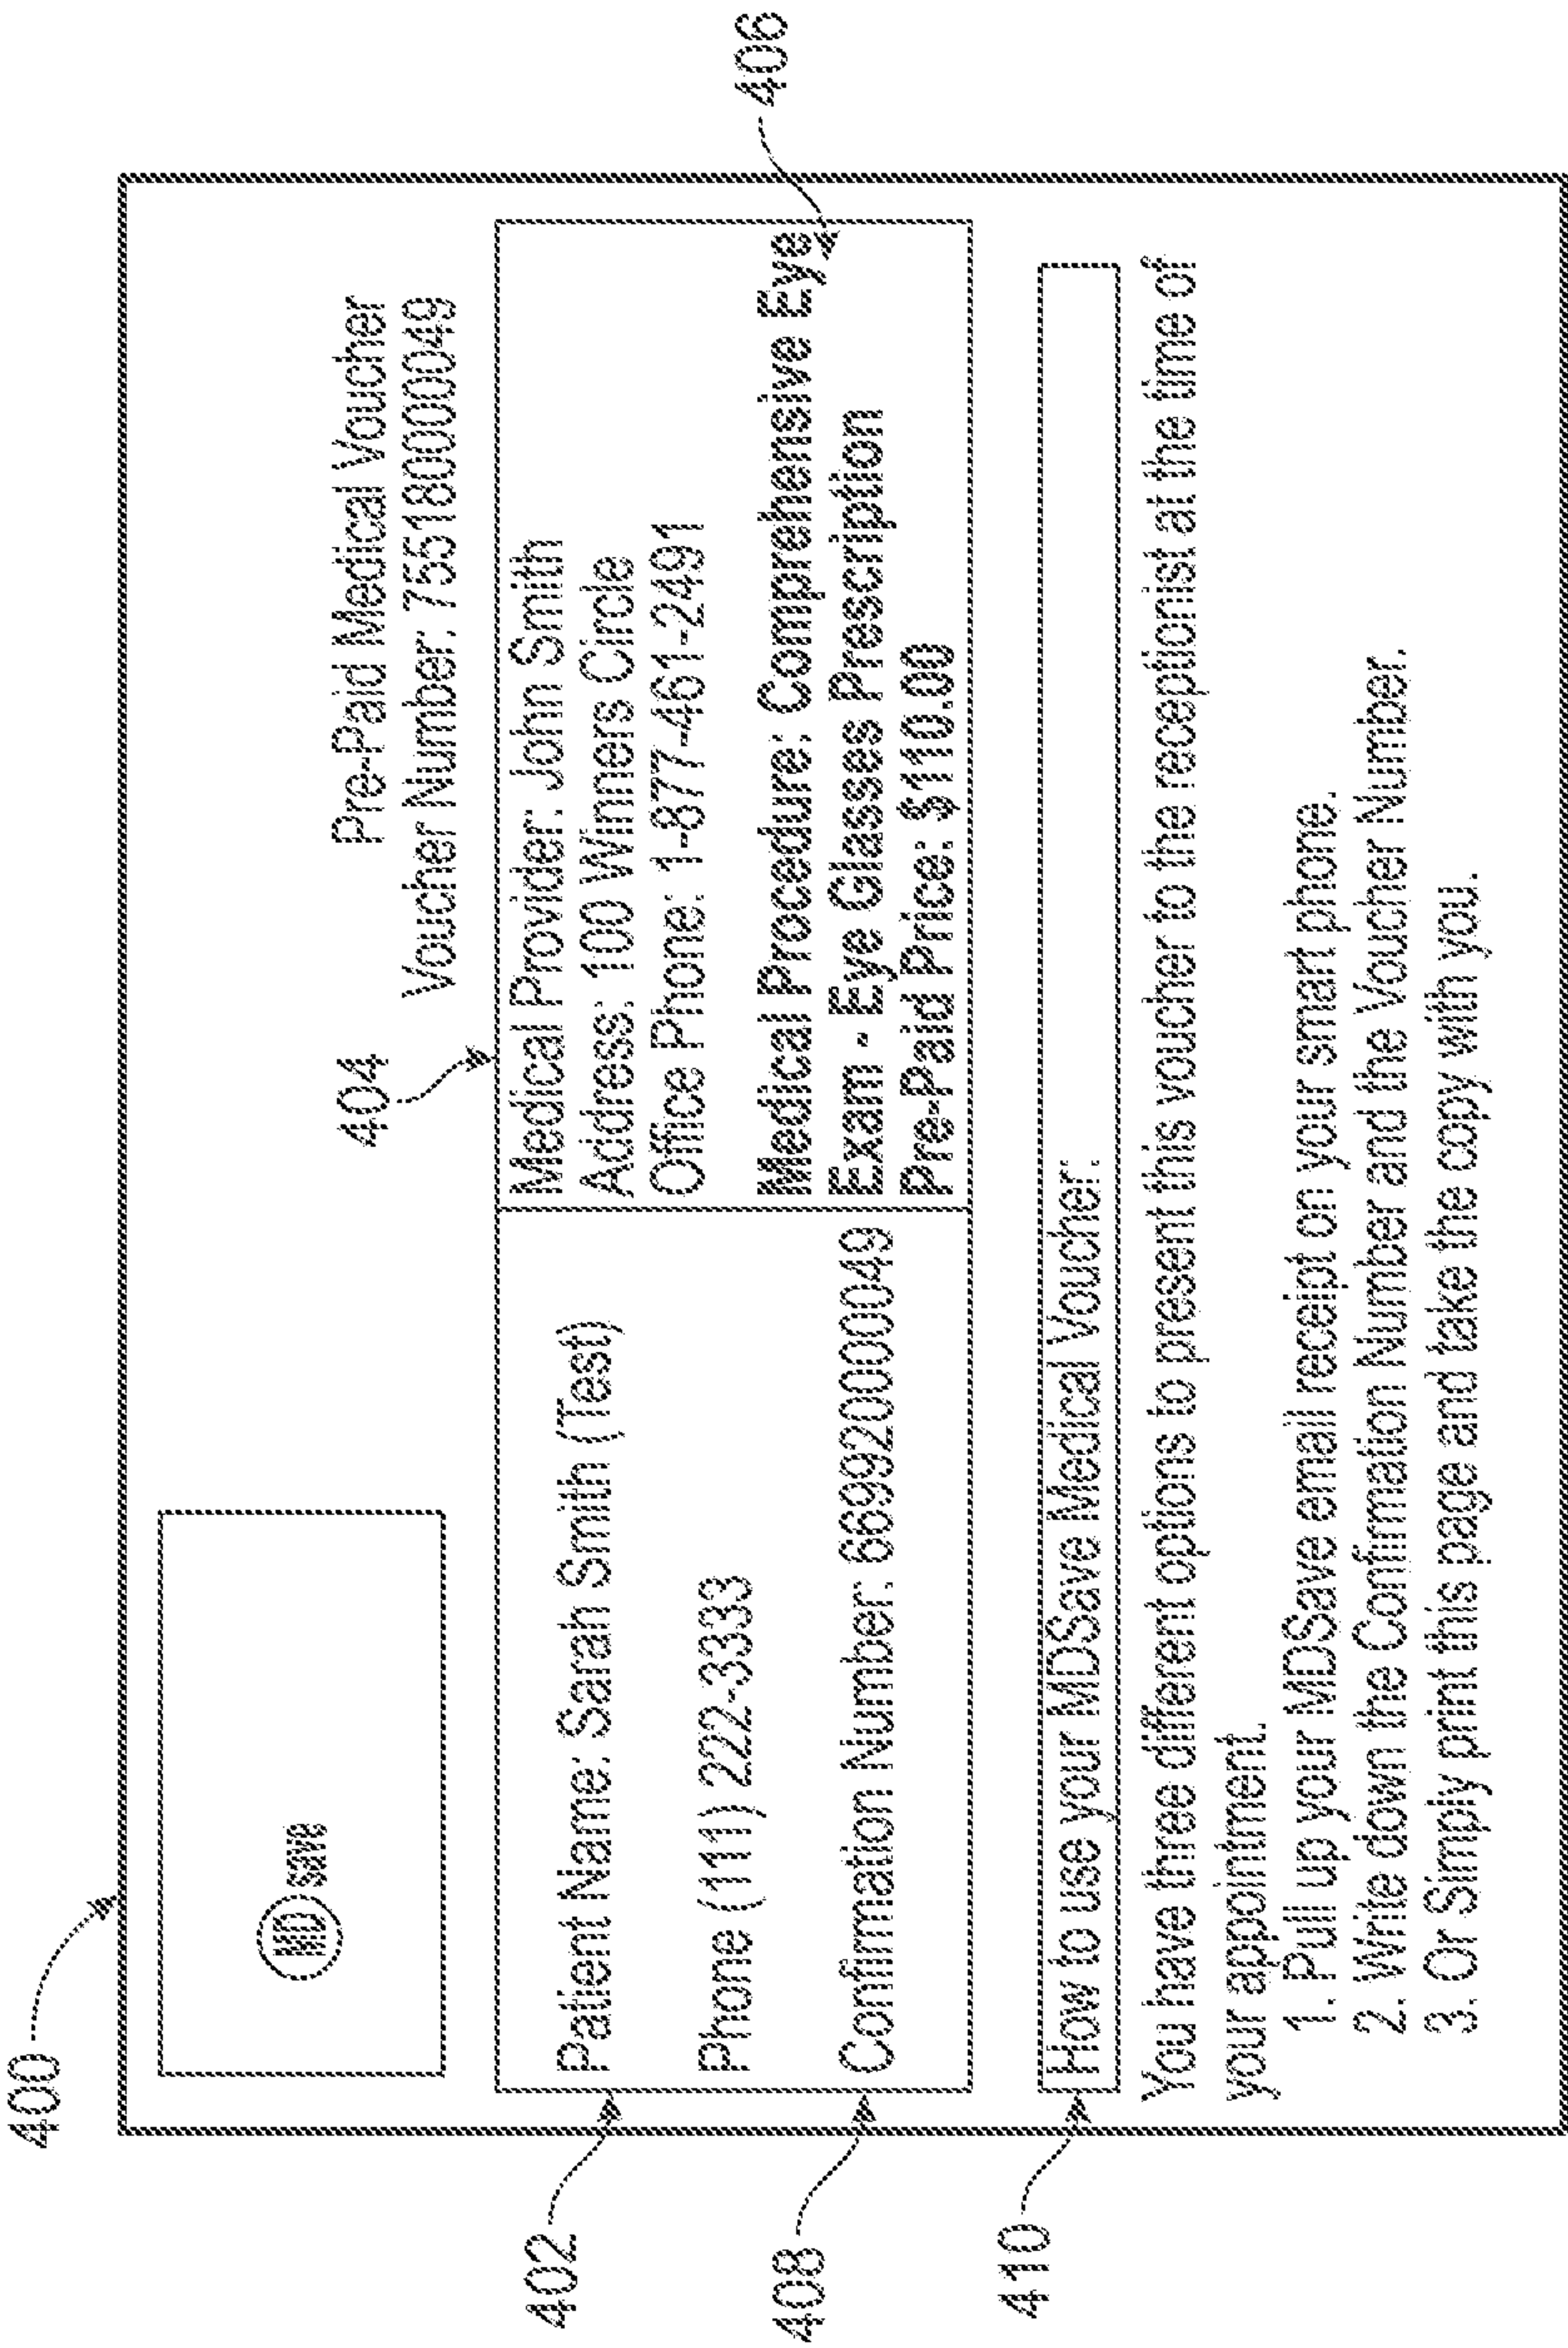 400
MD save
Pre-Paid Medical Voucher
Voucher Number: 75518000049
404
402
Patient Name: Sarah Smith (Test)
Phone (111) 222-3333
408
Confirmation Number: 66992000049
Medical Provider: John Smith
Address: 100 Winners Circle
Office Phone: 1-877-461-2491
Medical Procedure: Comprehensive Eye
Exam - Eye Glasses Prescription
Pre-Paid Price: $110.00
406
410
How to use your MDSave Medical Voucher:
You have three different options to present this voucher to the receptionist at the time of
your appointment.
1. Pull up your MDSave email receipt on your smart phone.
2. Write down the Confirmation Number and the Voucher Number.
3. Or Simply print this page and take the copy with you.